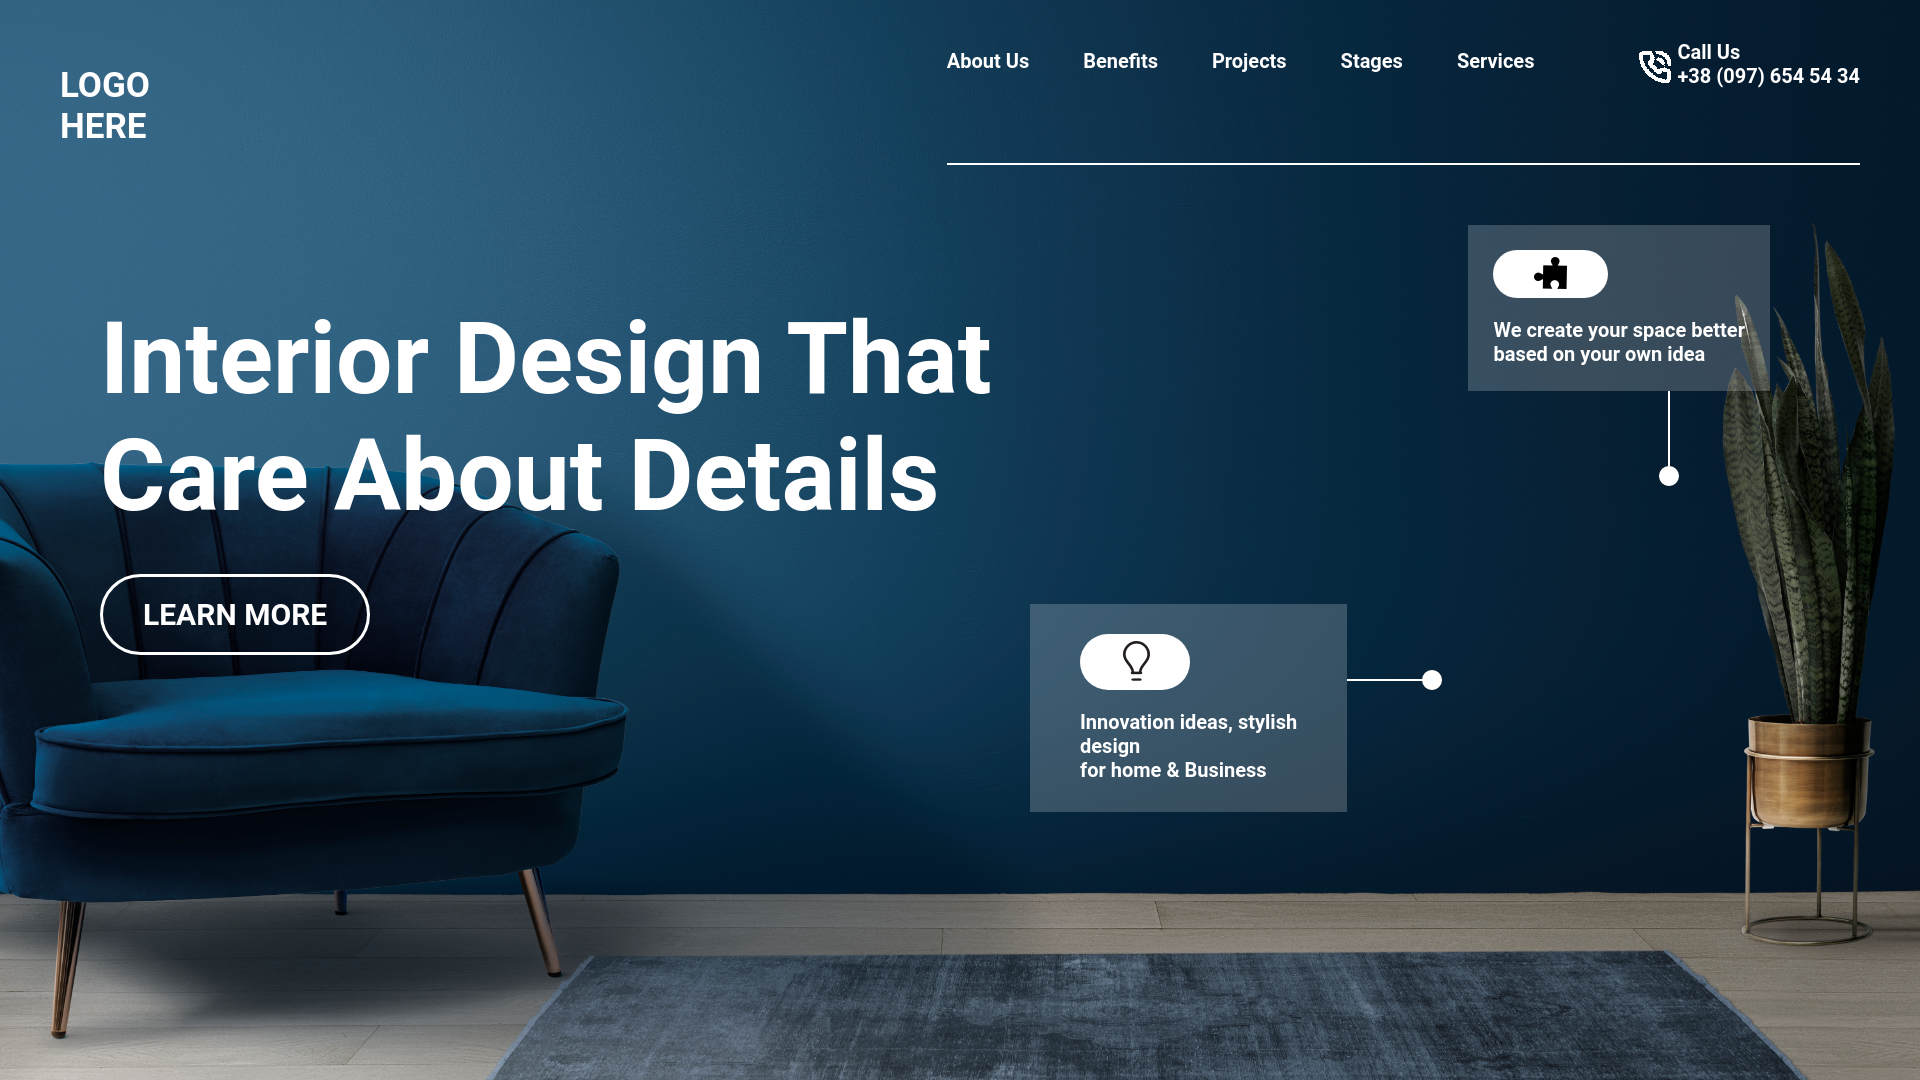 LOGO
HERE
About Us
Benefits
Projects
Stages
Services
Call Us
+38 (097) 654 54 34
We create your space better
based on your own idea
Interior Design That
Care About Details
LEARN MORE
Innovation ideas, stylish
design
for home & Business